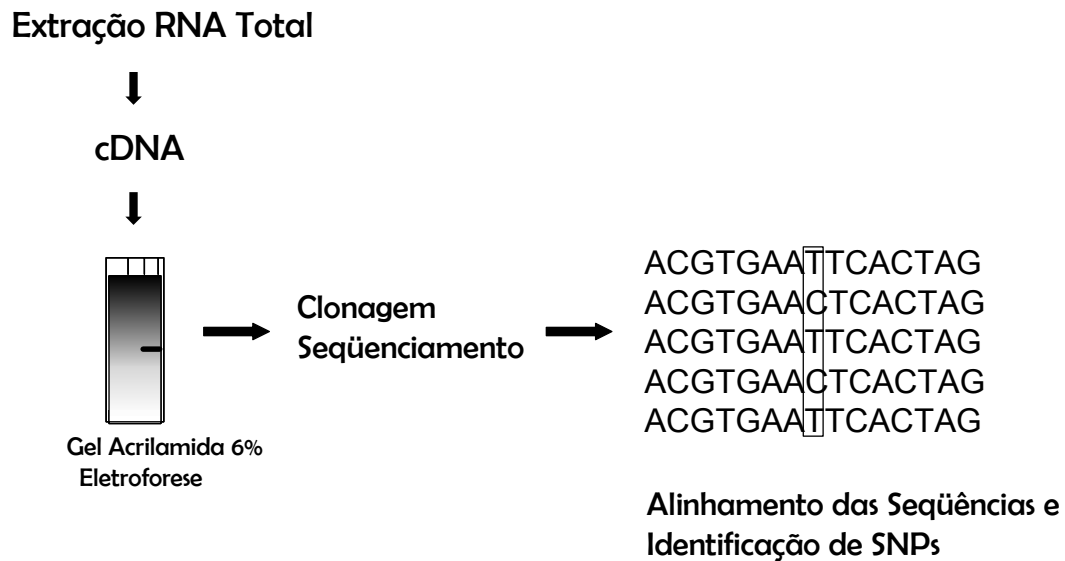 Extração RNA Total
cDNA
Gel Acrilamida 6%
Eletroforese
Clonagem
Seqüenciamento
ACGTGAATTCACTAG
ACGTGAACTCACTAG
ACGTGAATTCACTAG
ACGTGAACTCACTAG
ACGTGAATTCACTAG
Alinhamento das Seqüências e
Identificação de SNPs